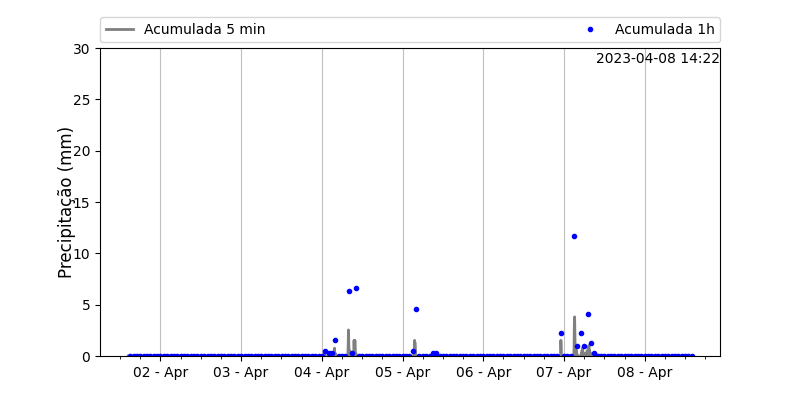 Acumulada 5 min
Acumulada 1h
2023-04-08 14:22
Precipitação (mm)
30
25
20
15
10
5
0
02 - Apr
03 - Apr
04 - Apr
05 - Apr
06 - Apr
07 - Apr
08 - Apr